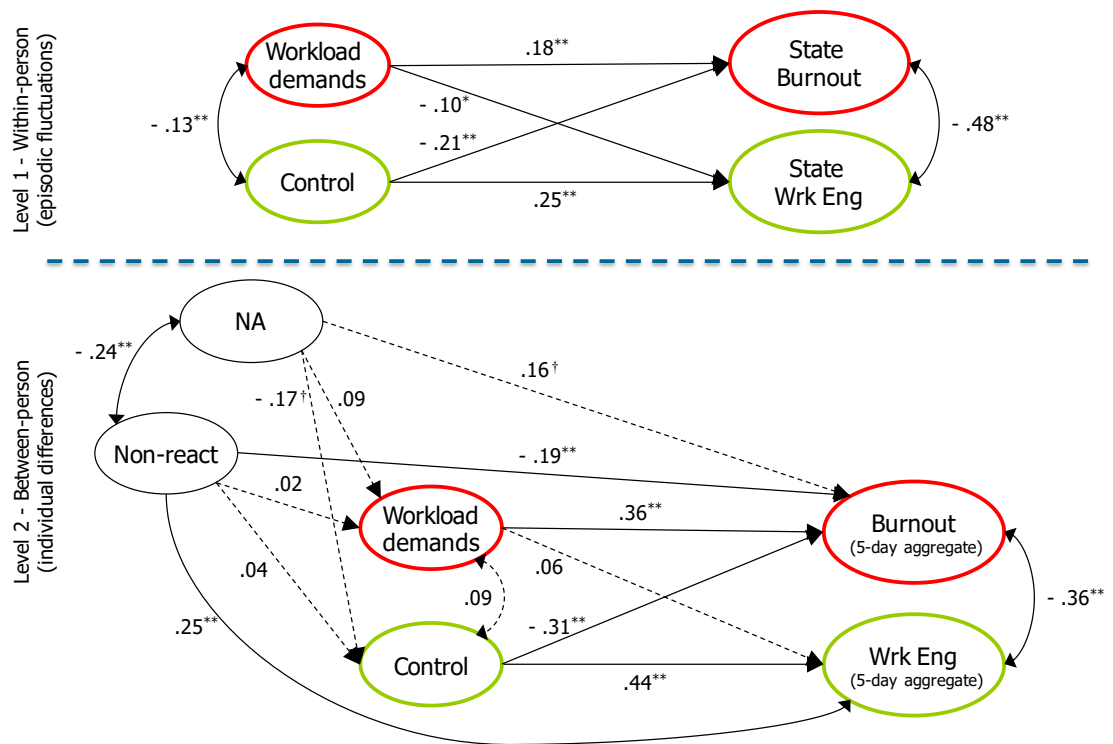 Level 1 - Within-person
(episodic fluctuations)
Workload
demands
.18**
State
Burnout
- .10*
- .13**
- .21**
- .48**
Control
.25**
State
Wrk Eng
Level 2 - Between-person
(individual differences)
NA
- .24**
.16†
- .17†
.09
Non-react
- .19**
.02
Workload
demands
.36**
Burnout
(5-day aggregate)
.04
.06
.09
- .36**
.25**
- .31**
Control
.44**
Wrk Eng
(5-day aggregate)